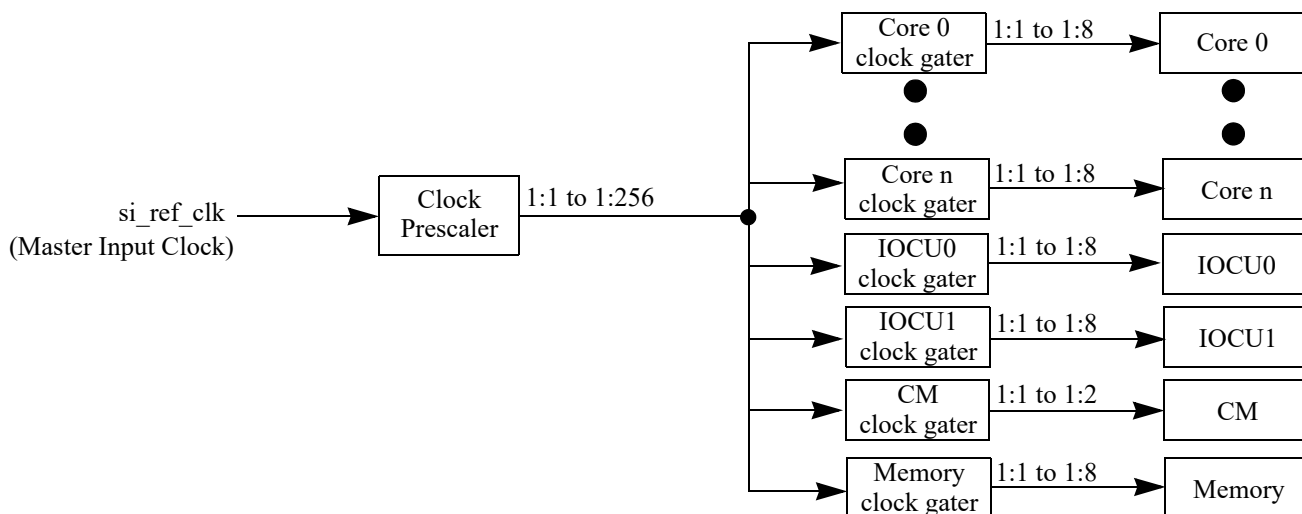 Core 0
clock gater
1:1 to 1:8
Core 0
Core n
clock gater
1:1 to 1:8
Core n
si_ref_clk
(Master Input Clock)
Clock
Prescaler
1:1 to 1:256
IOCU0
clock gater
1:1 to 1:8
IOCU0
IOCU1
clock gater
1:1 to 1:8
IOCU1
CM
clock gater
1:1 to 1:2
CM
Memory
clock gater
1:1 to 1:8
Memory